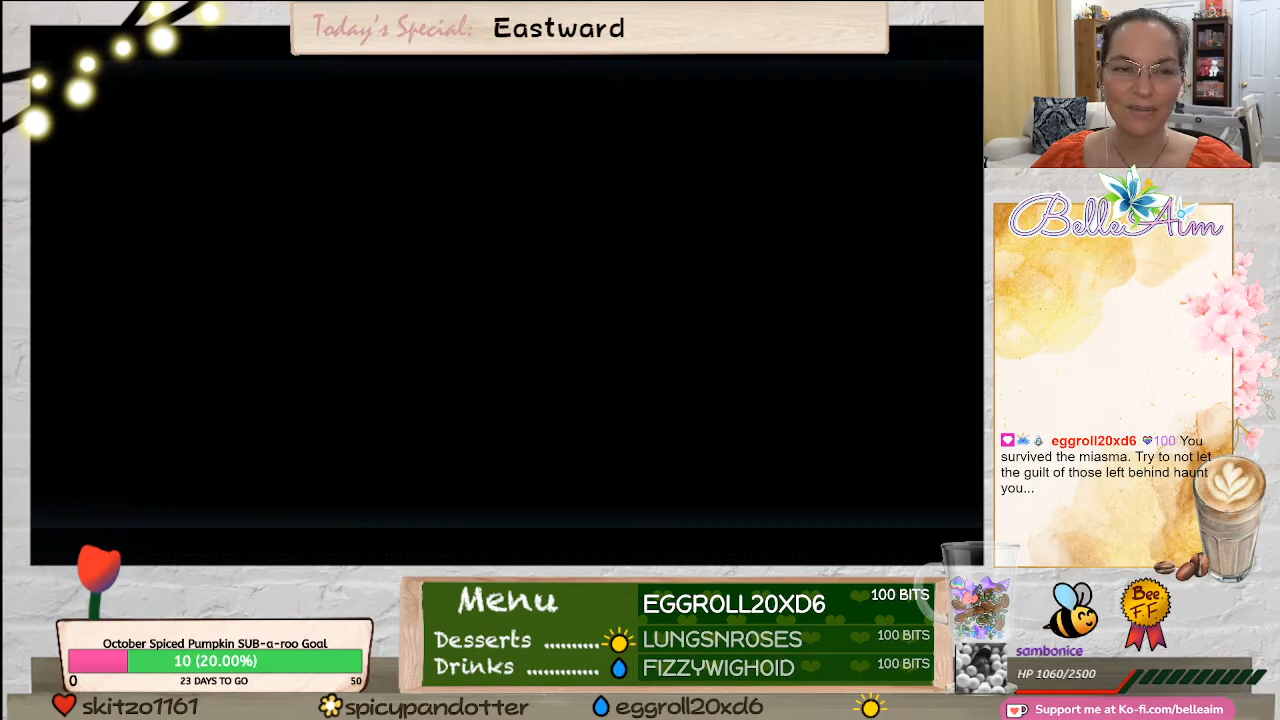 Today's Special: Eastward
BelleAim
eggroll20xd6 100 You
survived the miasma. Try to not let
the guilt of those left behind haunt
you...
October Spiced Pumpkin SUB-a-roo Goal
10 (20.00%)
0 23 DAYS TO GO 50
Menu
Desserts ..........
Drinks .............
EGGROLL20XD6 100 BITS
LUNGSNROSES 100 BITS
FIZZYWIGHOID 100 BITS
Bee
F.F.
sambonice
HP 1060/2500
skitzo1161 spicypandotter eggroll20xd6
Support me at Ko-fi.com/belleaim